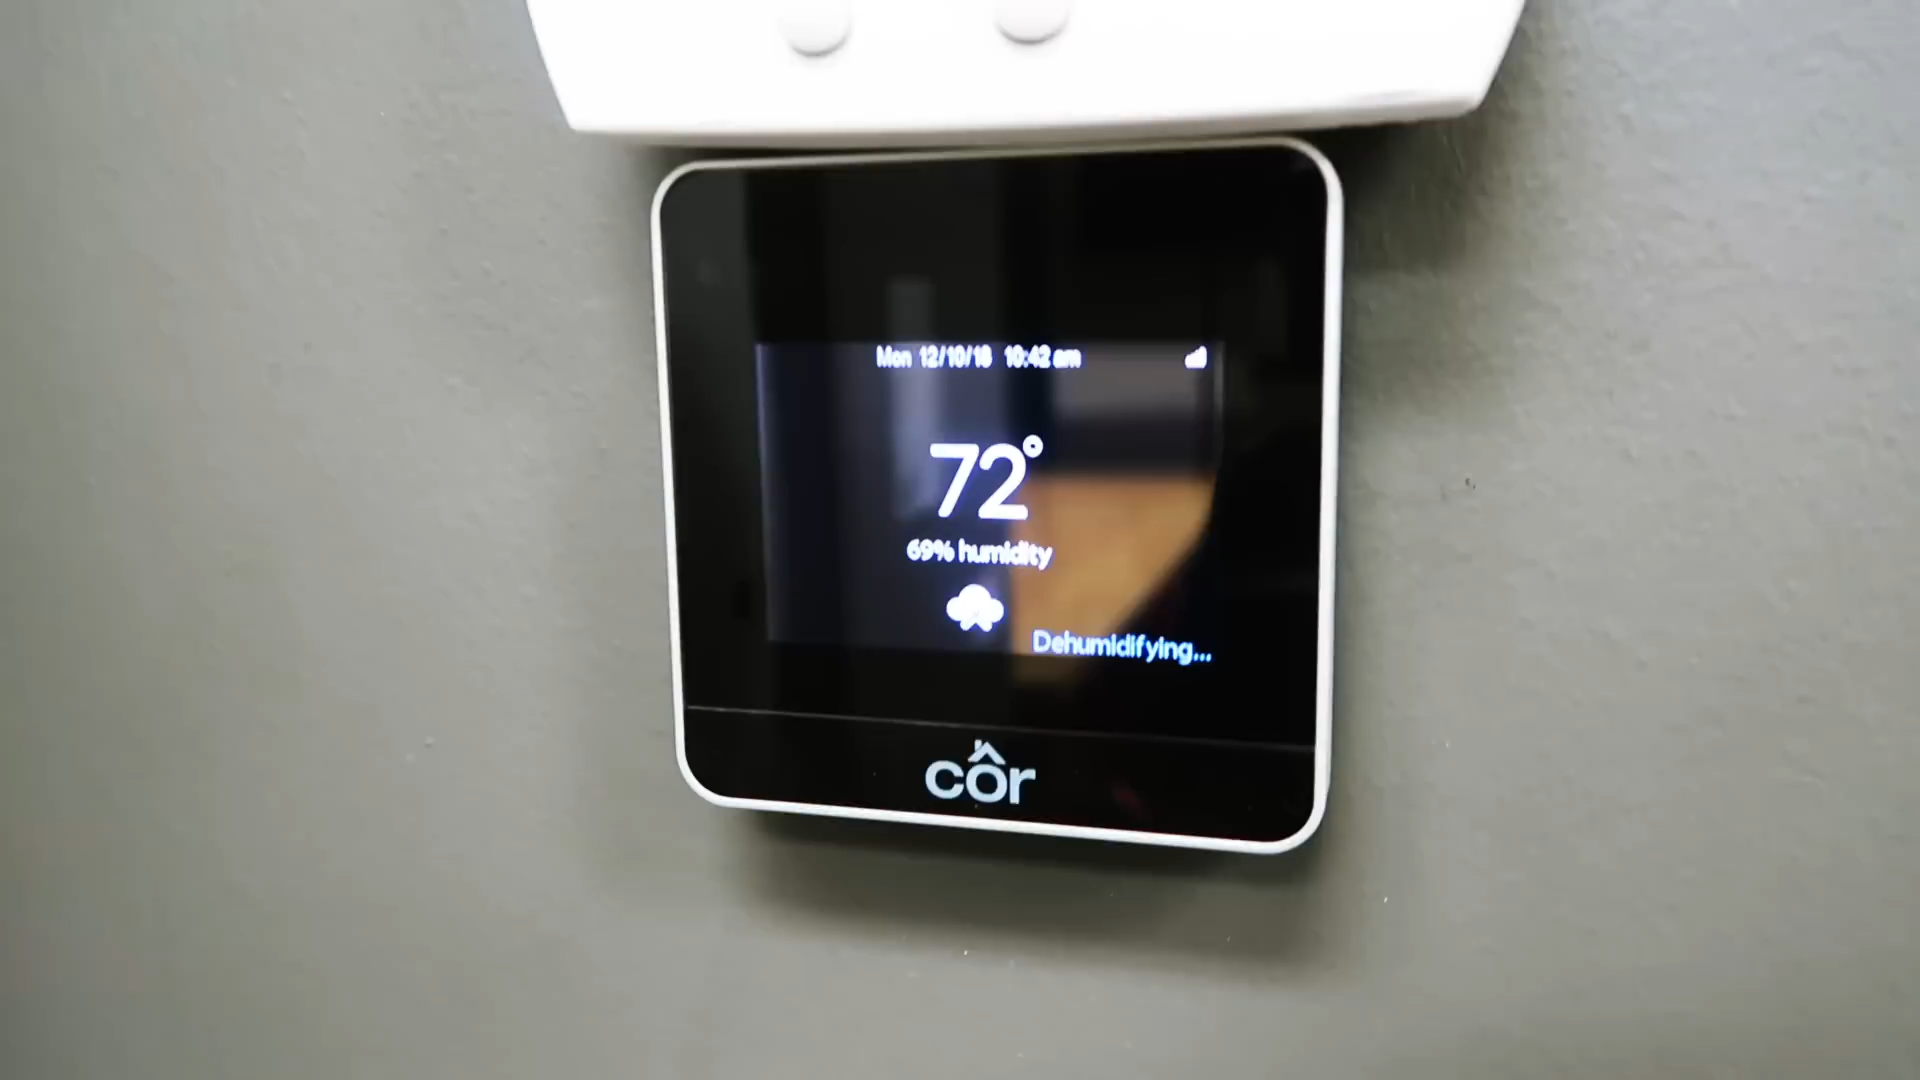 Mon 12/10/18 10:42 am
72°
69% humidity
Dehumidifying...
côr